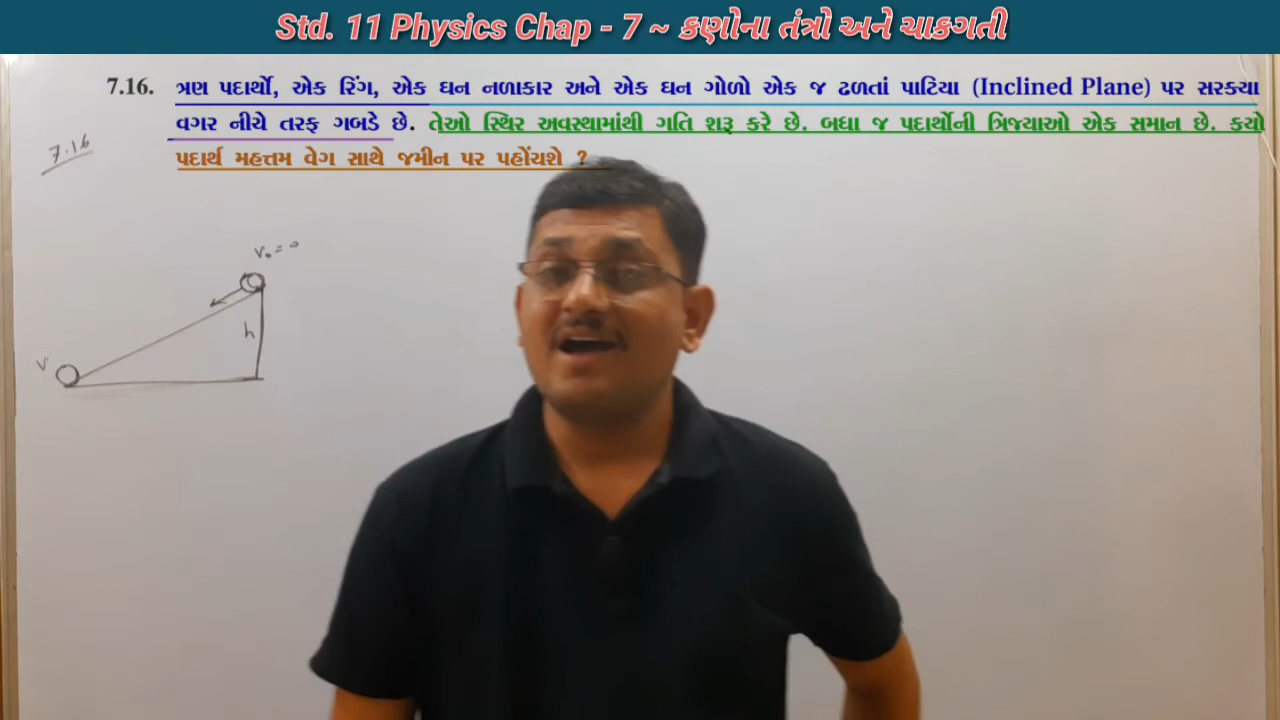 Std. 11 Physics Chap - 7 ~ કણોના તંત્રો અને ચાકગતી
7.16. ત્રણ પદાર્થો, એક રિંગ, એક ઘન નળાકાર અને એક ઘન ગોળો એક જ ઢળતાં પાટિયા (Inclined Plane) પર સરક્યા
વગર નીચે તરફ ગબડે છે. તેઓ સ્થિર અવસ્થામાંથી ગતિ શરૂ કરે છે. બધા જ પદાર્થોની ત્રિજ્યાઓ એક સમાન છે. કયો
પદાર્થ મહત્તમ વેગ સાથે જમીન પર પહોંચશે ?
7.16
v₀ = 0
h
v